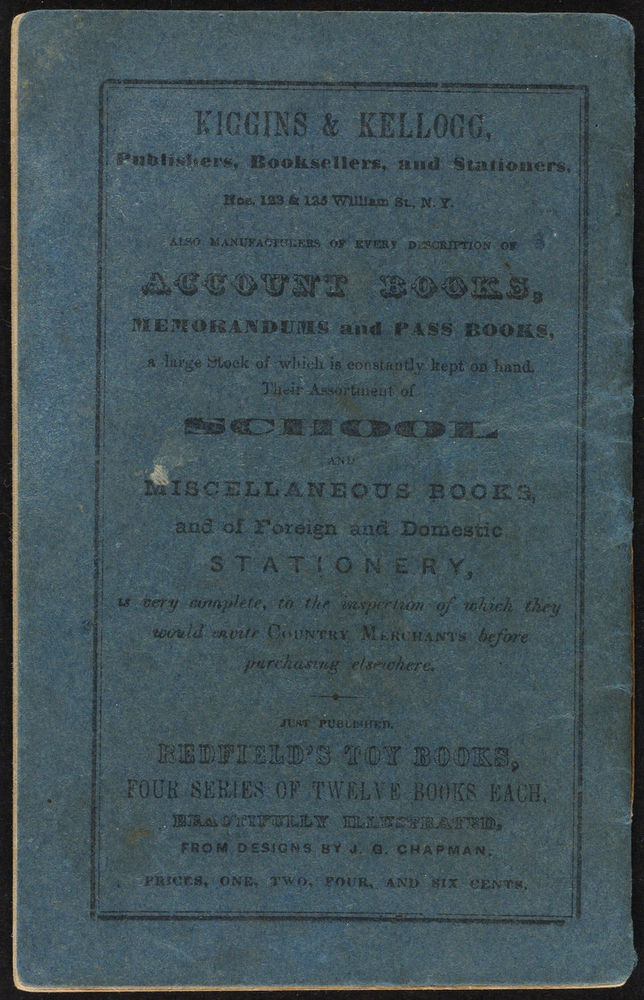 KIGGINS & KELLOGG,
Publishers, Booksellers, and Stationers,
Nos. 123 & 125 William St., N. Y.
ALSO MANUFACTURERS OF EVERY DESCRIPTION OF
ACCOUNT BOOKS,
MEMORANDUMS and PASS BOOKS,
a large Stock of which is constantly kept on hand.
Their Assortment of
SCHOOL
AND
MISCELLANEOUS BOOKS,
and of Foreign and Domestic
STATIONERY,
is very complete, to the inspection of which they
would invite COUNTRY MERCHANTS before
purchasing elsewhere.
JUST PUBLISHED,
REDFIELD'S TOY BOOKS,
FOUR SERIES OF TWELVE BOOKS EACH,
BEAUTIFULLY ILLUSTRATED,
FROM DESIGNS BY J. G. CHAPMAN.
PRICES, ONE, TWO, FOUR, AND SIX CENTS.